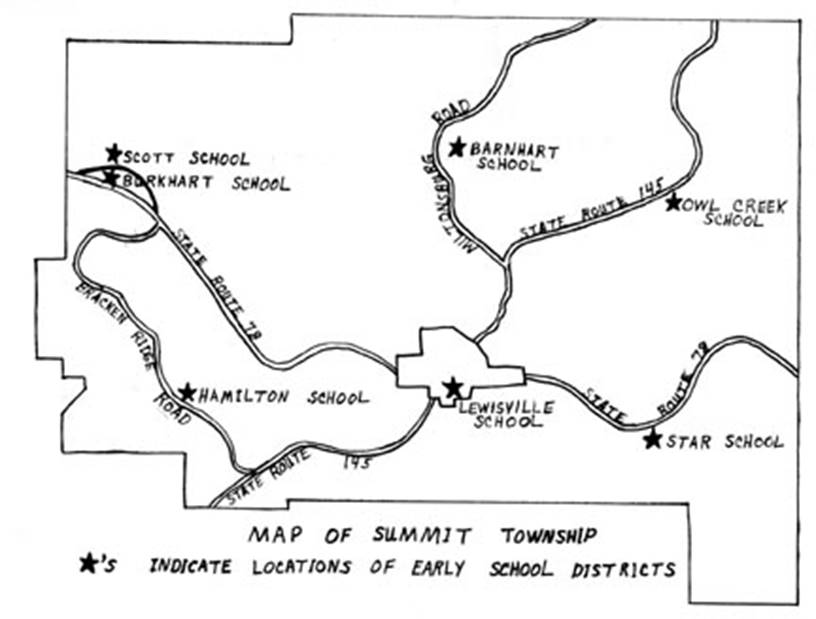 ROAD
MILTONSBURG
★BARNHART
SCHOOL
★SCOTT SCHOOL
★BURKHART SCHOOL
STATE ROUTE 145
★OWL CREEK
SCHOOL
STATE ROUTE 78
BRACKEN RIDGE
ROAD
★HAMILTON SCHOOL
★LEWISVILLE
SCHOOL
STATE ROUTE 78
★STAR SCHOOL
STATE ROUTE 145
MAP OF SUMMIT TOWNSHIP
★'S INDICATE LOCATIONS OF EARLY SCHOOL DISTRICTS